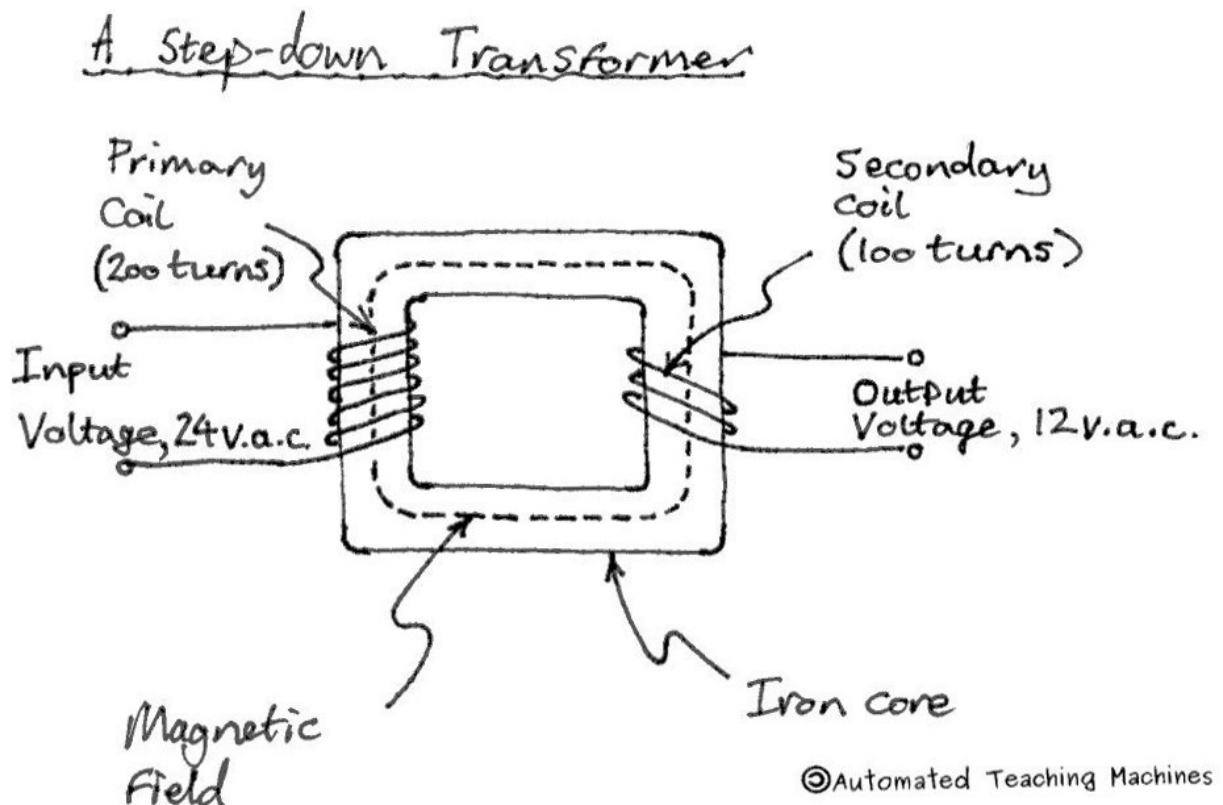 A Step-down Transformer
Primary
Coil
(200 turns)
Secondary
Coil
(100 turns)
Input
Voltage, 24v.a.c.
Output
Voltage, 12v.a.c.
Magnetic
Field
Iron core
©Automated Teaching Machines